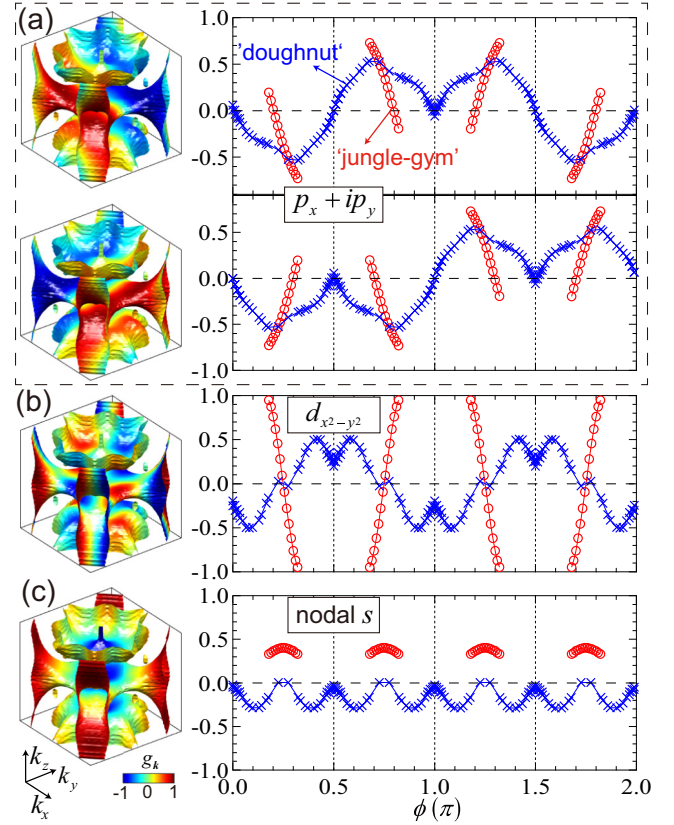 (a)
1.0
0.5
0.0
-0.5
'doughnut'
'jungle-gym'
p_x + ip_y
0.5
0.0
-0.5
-1.0
(b)
d_{x²−y²}
0.5
0.0
-0.5
-1.0
(c)
nodal s
0.5
0.0
-0.5
-1.0
k_z
k_y
k_x
g_k
-1 0 1
0.0 0.5 1.0 1.5 2.0
ϕ (π)